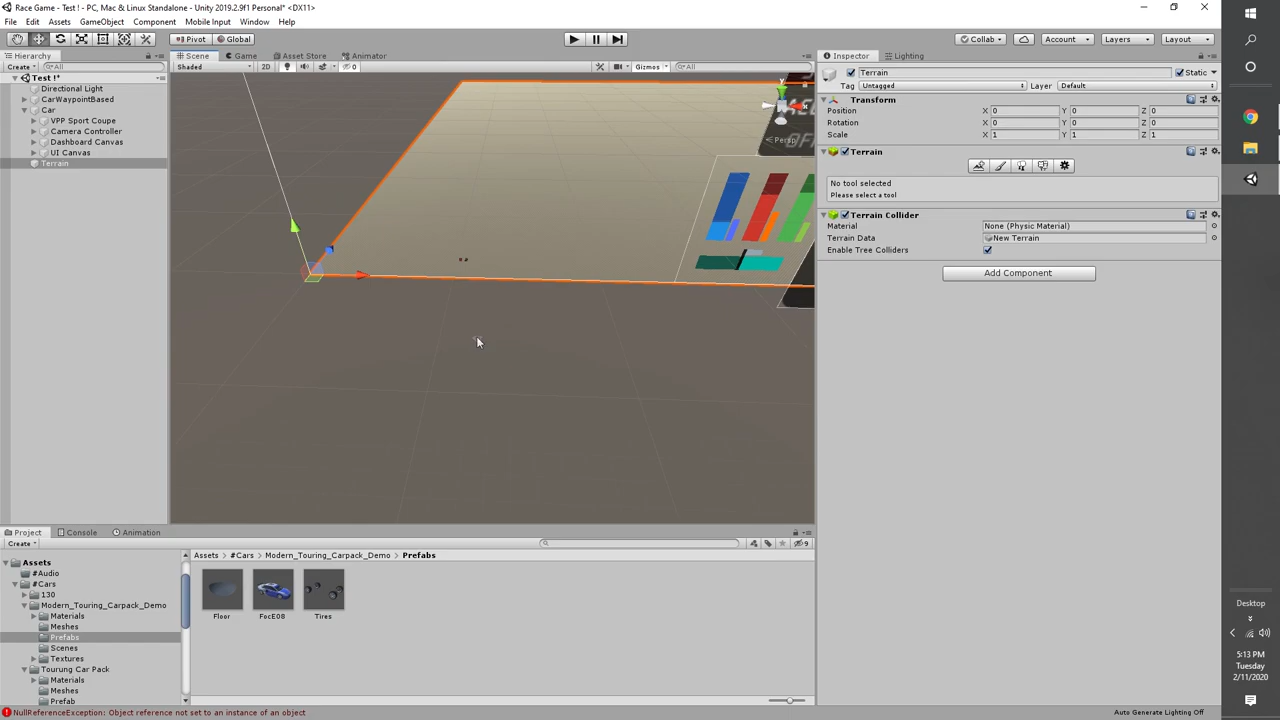 Race Game - Test ! - PC, Mac & Linux Standalone - Unity 2019.2.9f1 Personal* <DX11>
File Edit Assets GameObject Component Mobile Input Window Help
Pivot Global Collab Account Layers Layout
Hierarchy
Create All
Test !*
Directional Light
CarWaypointBased
Car
VPP Sport Coupe
Camera Controller
Dashboard Canvas
UI Canvas
Terrain
Scene Game Asset Store Animator
Shaded 2D 0 Gizmos All
y
x
Persp
Inspector Lighting
Terrain Static
Tag Untagged Layer Default
Transform
Position X 0 Y 0 Z 0
Rotation X 0 Y 0 Z 0
Scale X 1 Y 1 Z 1
Terrain
No tool selected
Please select a tool
Terrain Collider
Material None (Physic Material)
Terrain Data New Terrain
Enable Tree Colliders
Add Component
Project Console Animation
Create 9
Assets
#Audio
#Cars
130
Modern_Touring_Carpack_Demo
Materials
Meshes
Prefabs
Scenes
Textures
Tourung Car Pack
Materials
Meshes
Prefab
Assets > #Cars > Modern_Touring_Carpack_Demo > Prefabs
Floor FocE08 Tires
NullReferenceException: Object reference not set to an instance of an object
Auto Generate Lighting Off
Desktop
5:13 PM
Tuesday
2/11/2020